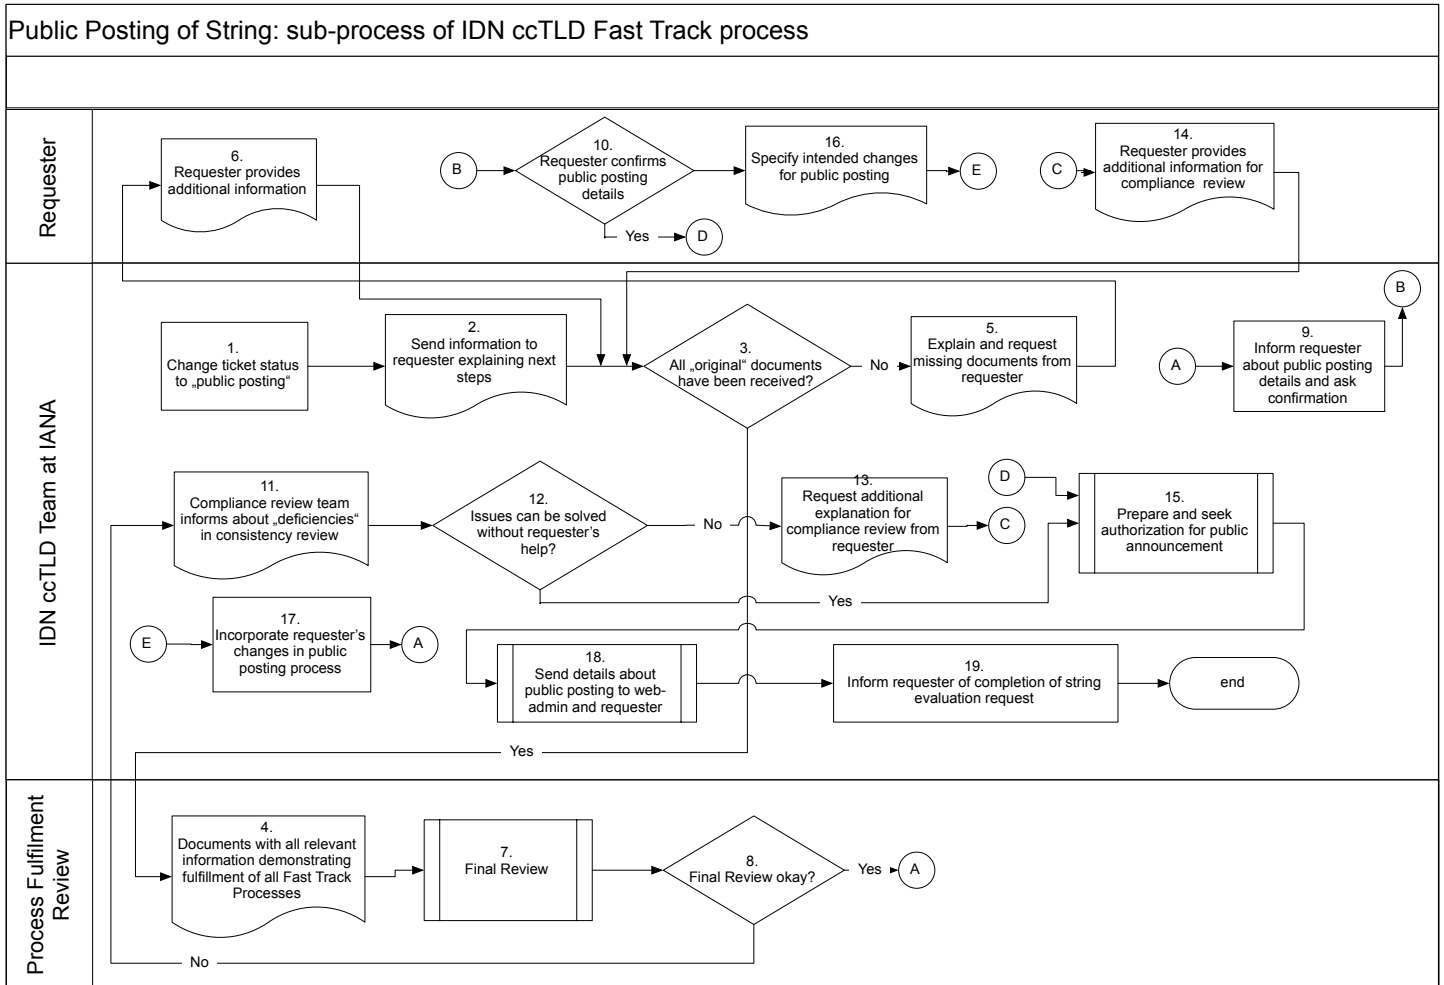 Public Posting of String: sub-process of IDN ccTLD Fast Track process
Requester
6.
Requester provides
additional information
B
10.
Requester confirms
public posting
details
Yes
D
16.
Specify intended changes
for public posting
E
C
14.
Requester provides
additional information for
compliance review
IDN ccTLD Team at IANA
1.
Change ticket status
to „public posting“
2.
Send information to
requester explaining next
steps
3.
All „original“ documents
have been received?
No
5.
Explain and request
missing documents from
requester
A
9.
Inform requester
about public posting
details and ask
confirmation
B
11.
Compliance review team
informs about „deficiencies“
in consistency review
12.
Issues can be solved
without requester’s
help?
No
13.
Request additional
explanation for
compliance review from
requester
D
C
15.
Prepare and seek
authorization for public
announcement
Yes
E
17.
Incorporate requester’s
changes in public
posting process
A
18.
Send details about
public posting to web-
admin and requester
19.
Inform requester of completion of string
evaluation request
end
Yes
Process Fulfilment
Review
4.
Documents with all relevant
information demonstrating
fulfillment of all Fast Track
Processes
7.
Final Review
8.
Final Review okay?
Yes
A
No